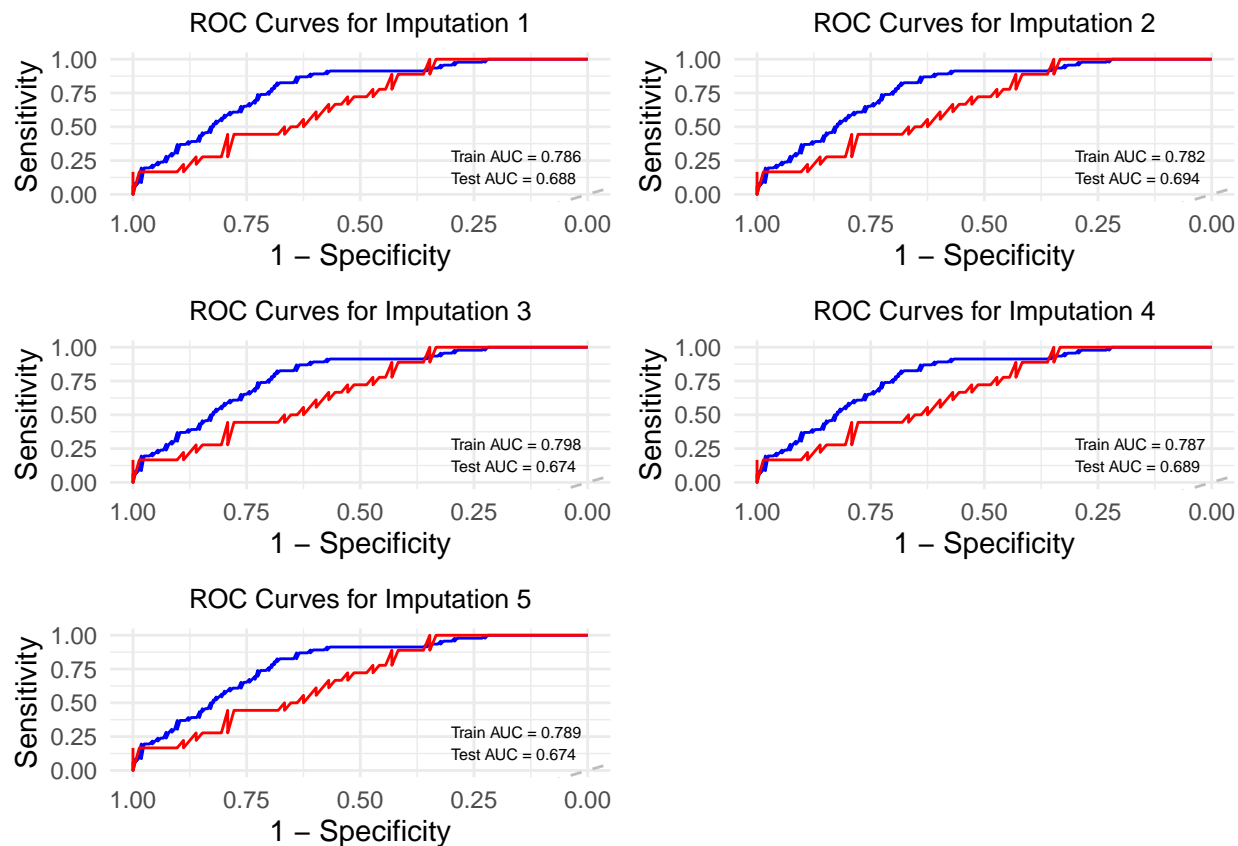 ROC Curves for Imputation 1
Sensitivity
1.00
0.75
0.50
0.25
0.00
Train AUC = 0.786
Test AUC = 0.688
1.00 0.75 0.50 0.25 0.00
1 − Specificity
ROC Curves for Imputation 2
Sensitivity
1.00
0.75
0.50
0.25
0.00
Train AUC = 0.782
Test AUC = 0.694
1.00 0.75 0.50 0.25 0.00
1 − Specificity
ROC Curves for Imputation 3
Sensitivity
1.00
0.75
0.50
0.25
0.00
Train AUC = 0.798
Test AUC = 0.674
1.00 0.75 0.50 0.25 0.00
1 − Specificity
ROC Curves for Imputation 4
Sensitivity
1.00
0.75
0.50
0.25
0.00
Train AUC = 0.787
Test AUC = 0.689
1.00 0.75 0.50 0.25 0.00
1 − Specificity
ROC Curves for Imputation 5
Sensitivity
1.00
0.75
0.50
0.25
0.00
Train AUC = 0.789
Test AUC = 0.674
1.00 0.75 0.50 0.25 0.00
1 − Specificity